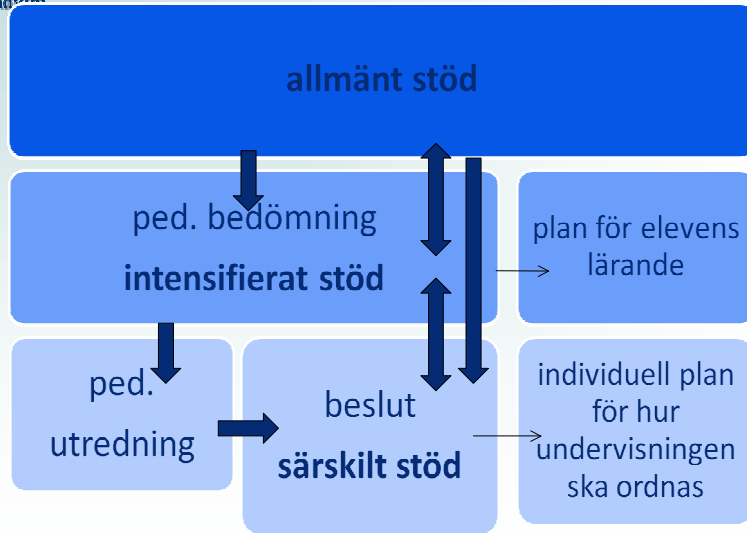 allmänt stöd
ped. bedömning
intensifierat stöd
plan för elevens
lärande
ped.
utredning
beslut
särskilt stöd
individuell plan
för hur
undervisningen
ska ordnas